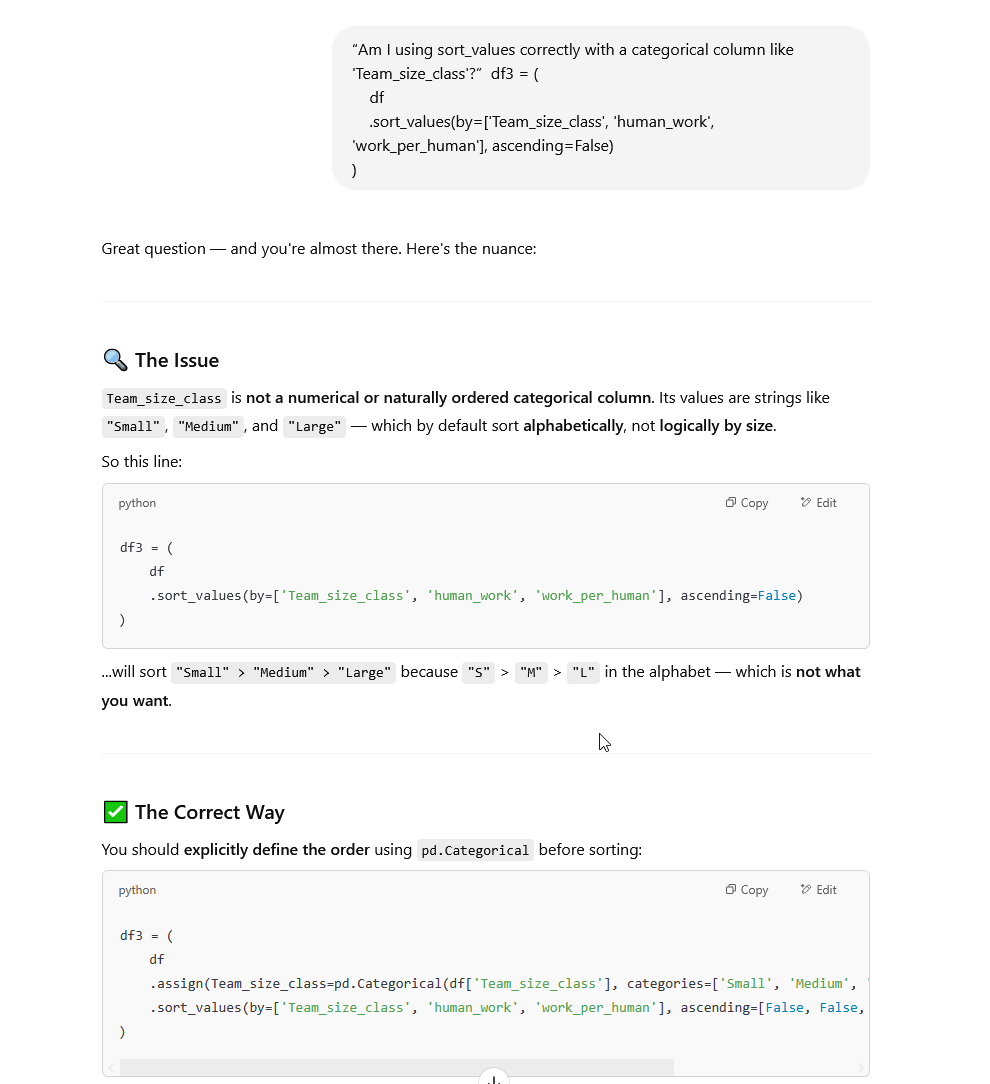 “Am I using sort_values correctly with a categorical column like
'Team_size_class'?”  df3 = (
    df
    .sort_values(by=['Team_size_class', 'human_work',
'work_per_human'], ascending=False)
)
Great question — and you're almost there. Here's the nuance:
🔍 The Issue
Team_size_class is not a numerical or naturally ordered categorical column. Its values are strings like
"Small", "Medium", and "Large" — which by default sort alphabetically, not logically by size.
So this line:
python Copy Edit
df3 = (
    df
    .sort_values(by=['Team_size_class', 'human_work', 'work_per_human'], ascending=False)
)
...will sort "Small" > "Medium" > "Large" because "S" > "M" > "L" in the alphabet — which is not what
you want.
✅ The Correct Way
You should explicitly define the order using pd.Categorical before sorting:
python Copy Edit
df3 = (
    df
    .assign(Team_size_class=pd.Categorical(df['Team_size_class'], categories=['Small', 'Medium', '
    .sort_values(by=['Team_size_class', 'human_work', 'work_per_human'], ascending=[False, False,
)